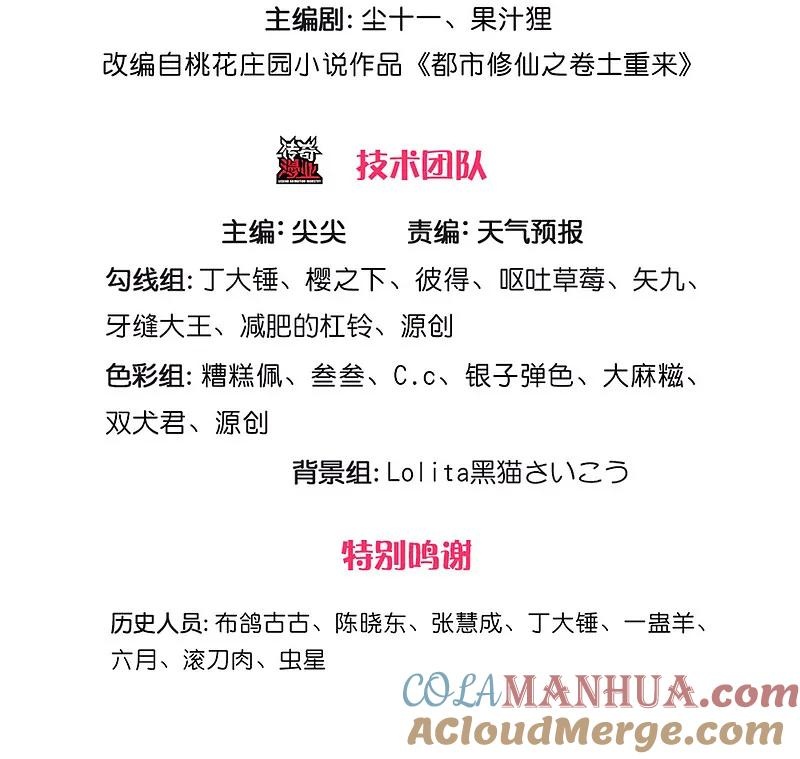 主编剧: 尘十一、果汁狸
改编自桃花庄园小说作品《都市修仙之卷土重来》
传奇
漫业
LEGEND ANIMATION INDUSTRY
技术团队
主编: 尖尖 责编: 天气预报
勾线组: 丁大锤、樱之下、彼得、呕吐草莓、矢九、
牙缝大王、减肥的杠铃、源创
色彩组: 糟糕佩、叁叁、C.c、银子弹色、大麻糍、
双犬君、源创
背景组: Lolita黑猫さいこう
特别鸣谢
历史人员: 布鸽古古、陈晓东、张慧成、丁大锤、一蛊羊、
六月、滚刀肉、虫星
COLAMANHUA.com
ACloudMerge.com